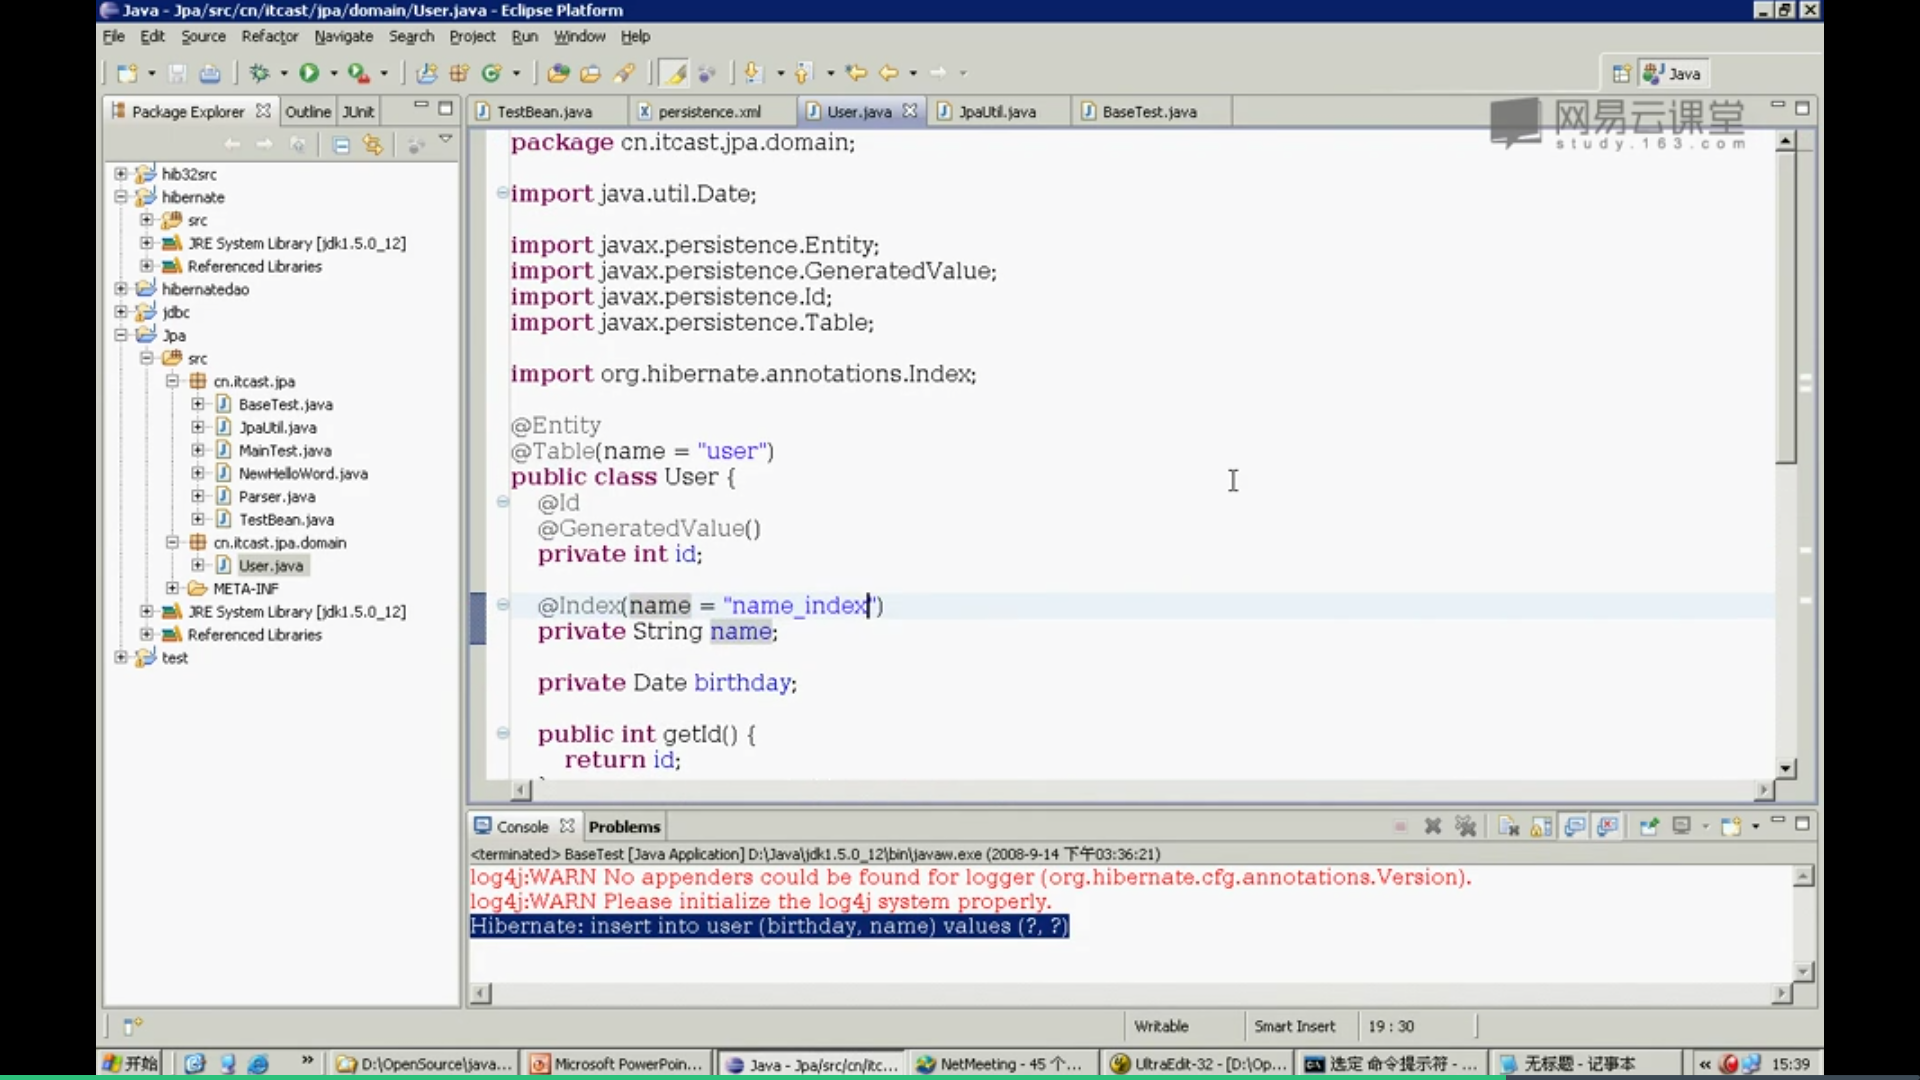 Java - Jpa/src/cn/itcast/jpa/domain/User.java - Eclipse Platform
File Edit Source Refactor Navigate Search Project Run Window Help
Java
Package Explorer Outline JUnit
TestBean.java persistence.xml User.java JpaUtil.java BaseTest.java
网易云课堂
study.163.com
hib32src
hibernate
src
JRE System Library [jdk1.5.0_12]
Referenced Libraries
hibernatedao
jdbc
Jpa
src
cn.itcast.jpa
BaseTest.java
JpaUtil.java
MainTest.java
NewHelloWord.java
Parser.java
TestBean.java
cn.itcast.jpa.domain
User.java
META-INF
JRE System Library [jdk1.5.0_12]
Referenced Libraries
test
package cn.itcast.jpa.domain;
import java.util.Date;
import javax.persistence.Entity;
import javax.persistence.GeneratedValue;
import javax.persistence.Id;
import javax.persistence.Table;
import org.hibernate.annotations.Index;
@Entity
@Table(name = "user")
public class User {
@Id
@GeneratedValue()
private int id;
@Index(name = "name_index")
private String name;
private Date birthday;
public int getId() {
return id;
Console Problems
<terminated> BaseTest [Java Application] D:\Java\jdk1.5.0_12\bin\javaw.exe (2008-9-14 下午03:36:21)
log4j:WARN No appenders could be found for logger (org.hibernate.cfg.annotations.Version).
log4j:WARN Please initialize the log4j system properly.
Hibernate: insert into user (birthday, name) values (?, ?)
Writable Smart Insert 19 : 30
开始 » D:\OpenSource\java... Microsoft PowerPoin... Java - Jpa/src/cn/itc... NetMeeting - 45 个... UltraEdit-32 - [D:\Op... 选定 命令提示符 - ... 无标题 - 记事本 « 15:39